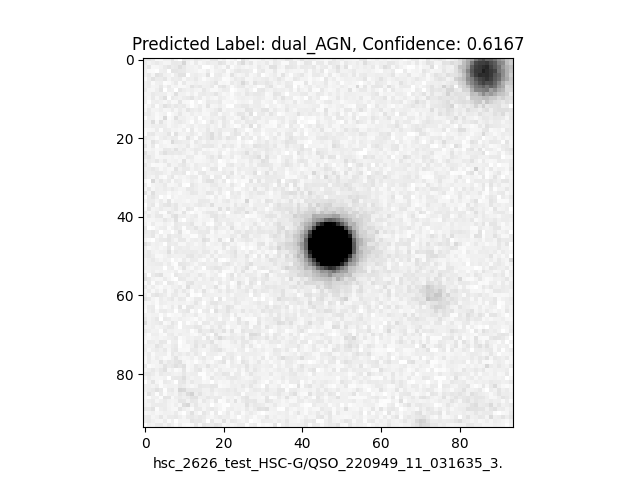 Predicted Label: dual_AGN, Confidence: 0.6167
0
20
40
60
80
0 20 40 60 80
hsc_2626_test_HSC-G/QSO_220949_11_031635_3.